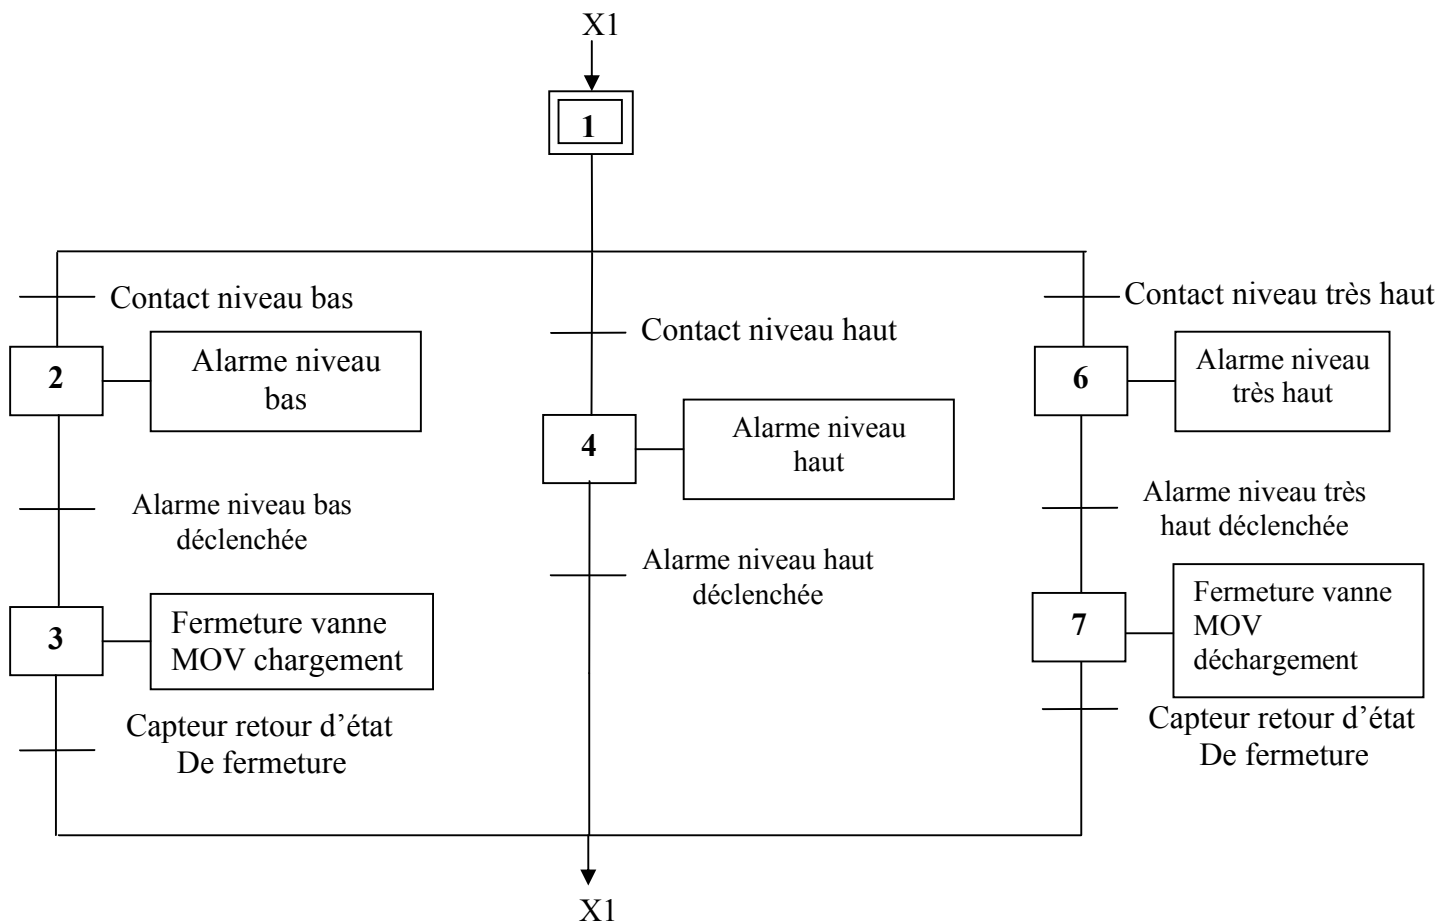 X1
1
Contact niveau bas
Contact niveau haut
Contact niveau très haut
2
Alarme niveau
bas
4
Alarme niveau
haut
6
Alarme niveau
très haut
Alarme niveau bas
déclenchée
Alarme niveau haut
déclenchée
Alarme niveau très
haut déclenchée
3
Fermeture vanne
MOV chargement
7
Fermeture vanne
MOV
déchargement
Capteur retour d’état
De fermeture
Capteur retour d’état
De fermeture
X1